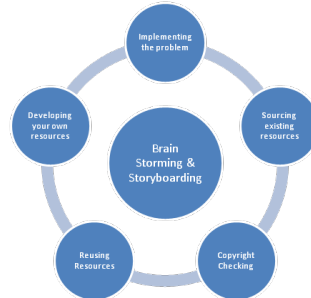 Implementing
the problem
Developing
your own
resources
Sourcing
existing
resources
Brain
Storming &
Storyboarding
Reusing
Resources
Copyright
Checking